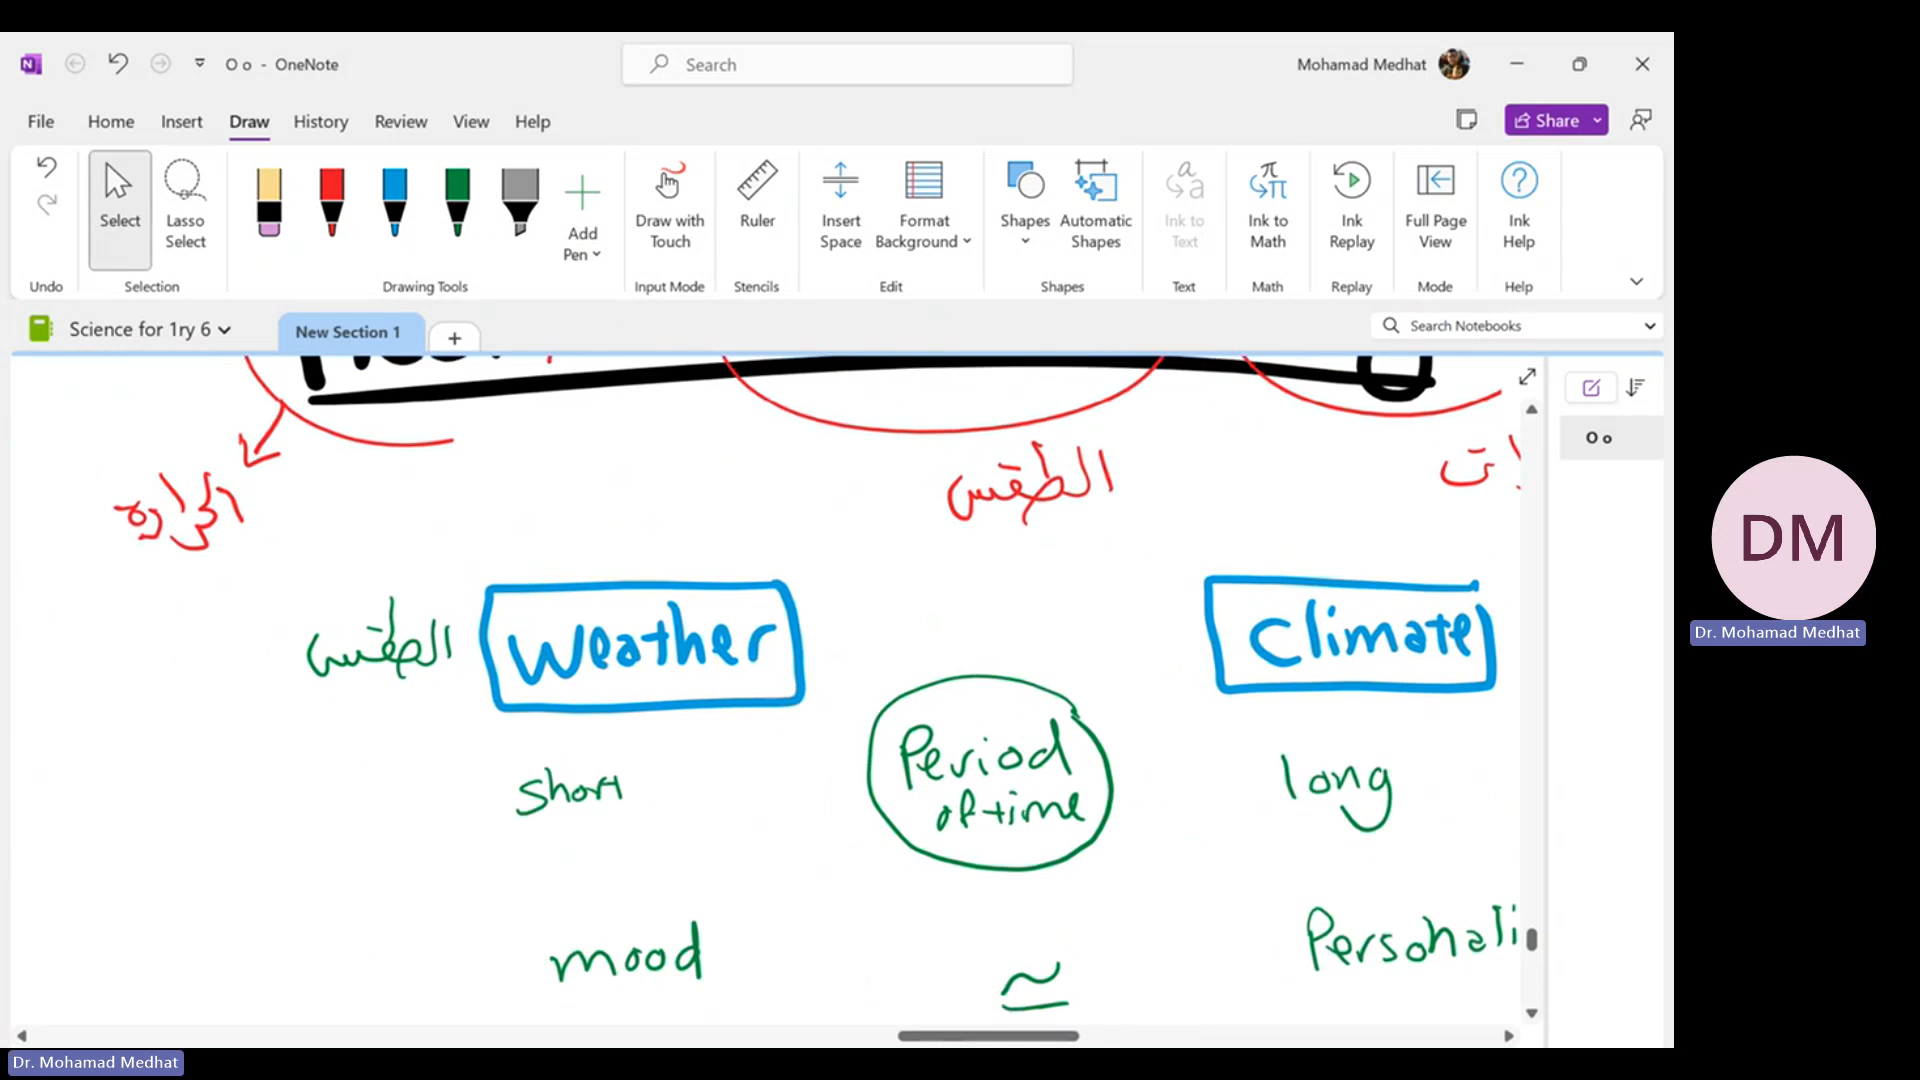 O o - OneNote
Search
Mohamad Medhat
File Home Insert Draw History Review View Help
Share
Select
Lasso Select
Add Pen
Draw with Touch
Ruler
Insert Space
Format Background
Shapes
Automatic Shapes
Ink to Text
Ink to Math
Ink Replay
Full Page View
Ink Help
Undo Selection Drawing Tools Input Mode Stencils Edit Shapes Text Math Replay Mode Help
Science for 1ry 6
New Section 1
Search Notebooks
O o
الحرارة
الطقس
ات
الطقس
Weather
Climate
short
Period of time
long
mood
≃
Personali
DM
Dr. Mohamad Medhat
Dr. Mohamad Medhat